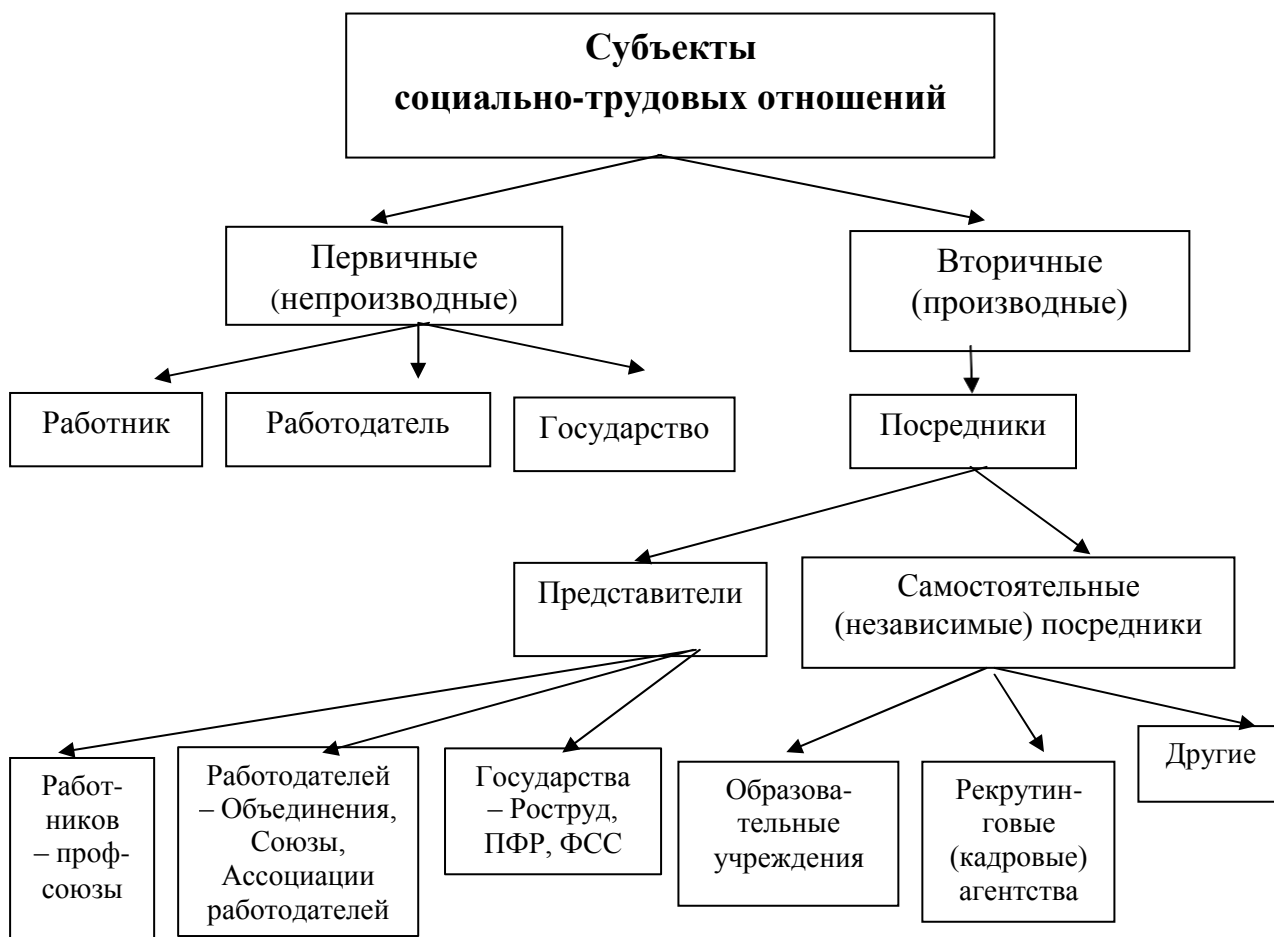 Субъекты
социально-трудовых отношений
Первичные
(непроизводные)
Вторичные
(производные)
Работник
Работодатель
Государство
Посредники
Представители
Самостоятельные
(независимые) посредники
Работ-
ников
– проф-
союзы
Работодателей
– Объединения,
Союзы,
Ассоциации
работодателей
Государства
– Роструд,
ПФР, ФСС
Образова-
тельные
учреждения
Рекрутин-
говые
(кадровые)
агентства
Другие